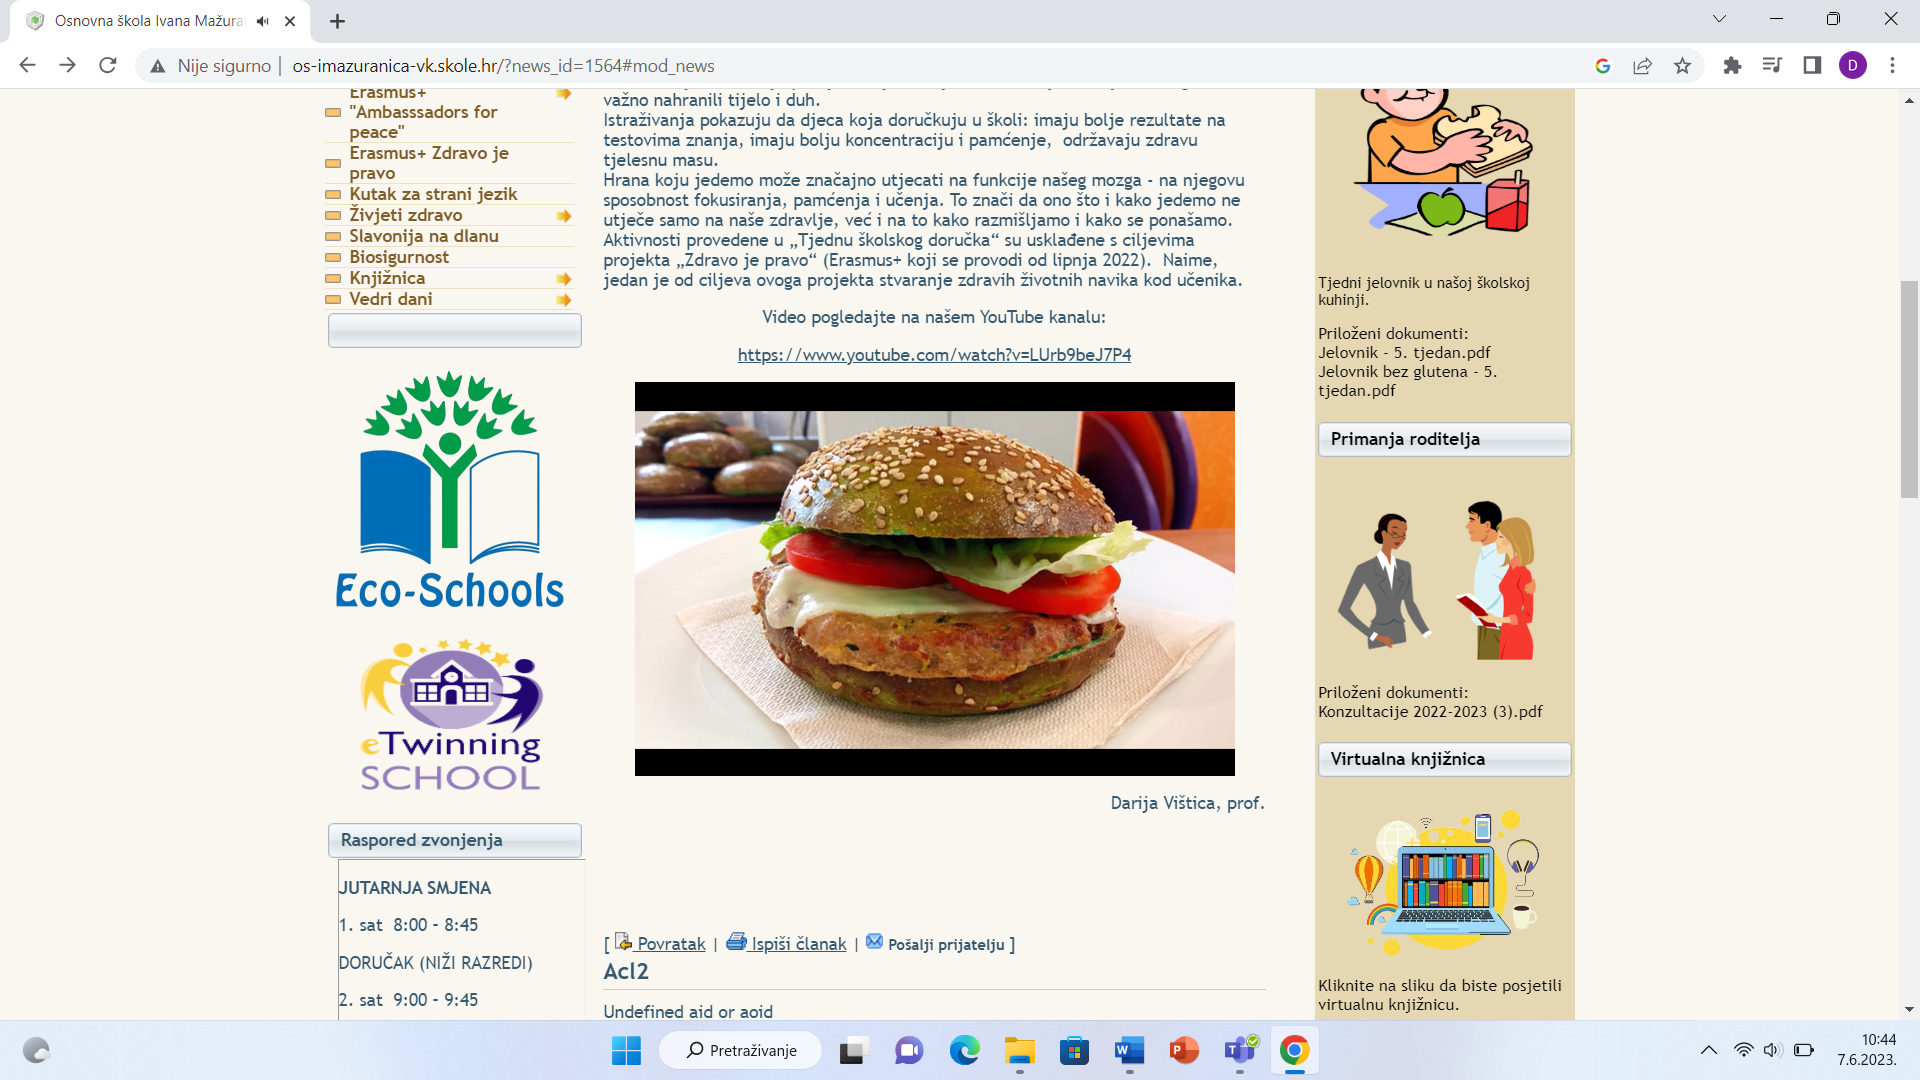 Osnovna škola Ivana Mažura
Nije sigurno | os-imazuranica-vk.skole.hr/?news_id=1564#mod_news
D
Erasmus+
"Ambasssadors for
peace"
Erasmus+ Zdravo je
pravo
Kutak za strani jezik
Živjeti zdravo
Slavonija na dlanu
Biosigurnost
Knjižnica
Vedri dani
Eco-Schools
eTwinning
SCHOOL
Raspored zvonjenja
JUTARNJA SMJENA
1. sat 8:00 - 8:45
DORUČAK (NIŽI RAZREDI)
2. sat 9:00 - 9:45
važno nahranili tijelo i duh.
Istraživanja pokazuju da djeca koja doručkuju u školi: imaju bolje rezultate na
testovima znanja, imaju bolju koncentraciju i pamćenje, održavaju zdravu
tjelesnu masu.
Hrana koju jedemo može značajno utjecati na funkcije našeg mozga - na njegovu
sposobnost fokusiranja, pamćenja i učenja. To znači da ono što i kako jedemo ne
utječe samo na naše zdravlje, već i na to kako razmišljamo i kako se ponašamo.
Aktivnosti provedene u „Tjednu školskog doručka“ su usklađene s ciljevima
projekta „Zdravo je pravo“ (Erasmus+ koji se provodi od lipnja 2022). Naime,
jedan je od ciljeva ovoga projekta stvaranje zdravih životnih navika kod učenika.
Video pogledajte na našem YouTube kanalu:
https://www.youtube.com/watch?v=LUrb9beJ7P4
Darija Vištica, prof.
[ Povratak | Ispiši članak | Pošalji prijatelju ]
Acl2
Undefined aid or aoid
Tjedni jelovnik u našoj školskoj
kuhinji.
Priloženi dokumenti:
Jelovnik - 5. tjedan.pdf
Jelovnik bez glutena - 5.
tjedan.pdf
Primanja roditelja
Priloženi dokumenti:
Konzultacije 2022-2023 (3).pdf
Virtualna knjižnica
Kliknite na sliku da biste posjetili
virtualnu knjižnicu.
Pretraživanje
10:44
7.6.2023.